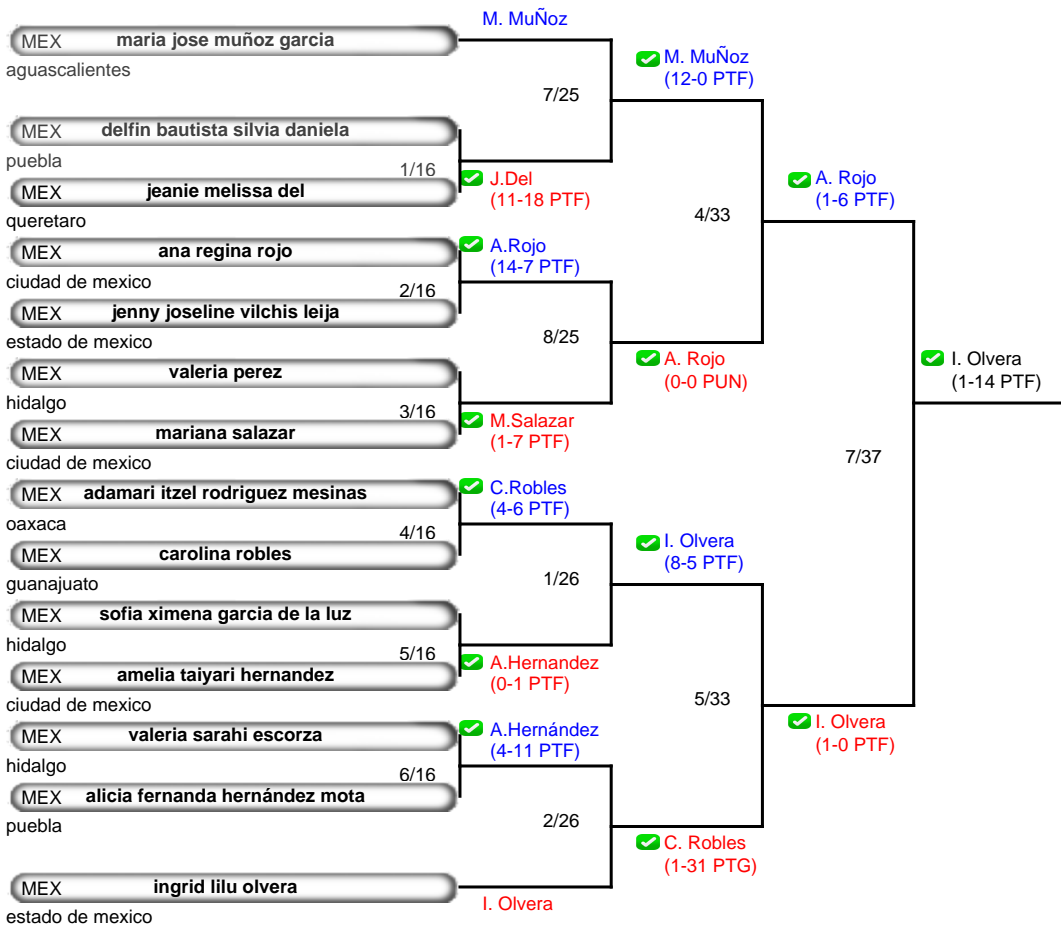 MEX maria jose muñoz garcia
aguascalientes
MEX delfin bautista silvia daniela
puebla
1/16
MEX jeanie melissa del
queretaro
MEX ana regina rojo
ciudad de mexico
2/16
MEX jenny joseline vilchis leija
estado de mexico
MEX valeria perez
hidalgo
3/16
MEX mariana salazar
ciudad de mexico
MEX adamari itzel rodriguez mesinas
oaxaca
4/16
MEX carolina robles
guanajuato
MEX sofia ximena garcia de la luz
hidalgo
5/16
MEX amelia taiyari hernandez
ciudad de mexico
MEX valeria sarahi escorza
hidalgo
6/16
MEX alicia fernanda hernández mota
puebla
MEX ingrid lilu olvera
estado de mexico
M. MuÑoz
7/25
J.Del
(11-18 PTF)
A.Rojo
(14-7 PTF)
8/25
M.Salazar
(1-7 PTF)
C.Robles
(4-6 PTF)
1/26
A.Hernandez
(0-1 PTF)
A.Hernández
(4-11 PTF)
2/26
I. Olvera
M. MuÑoz
(12-0 PTF)
4/33
A. Rojo
(0-0 PUN)
I. Olvera
(8-5 PTF)
5/33
C. Robles
(1-31 PTG)
A. Rojo
(1-6 PTF)
7/37
I. Olvera
(1-0 PTF)
I. Olvera
(1-14 PTF)